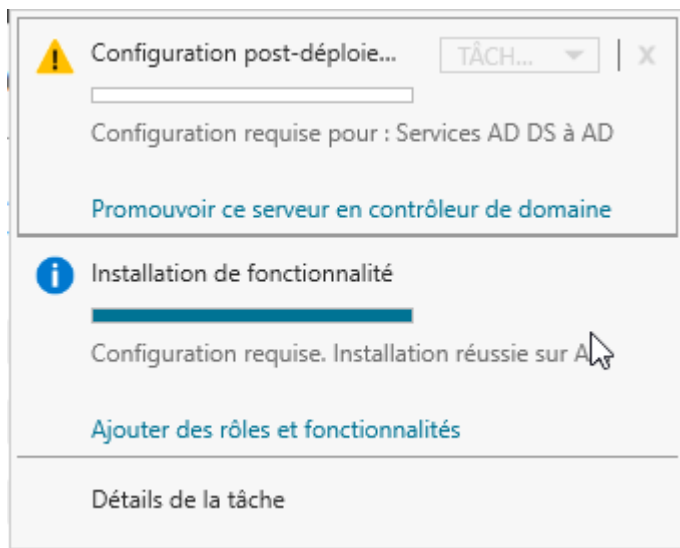 Configuration post-déploie...
TÂCH...
X
Configuration requise pour : Services AD DS à AD
Promouvoir ce serveur en contrôleur de domaine
Installation de fonctionnalité
Configuration requise. Installation réussie sur
Ajouter des rôles et fonctionnalités
Détails de la tâche